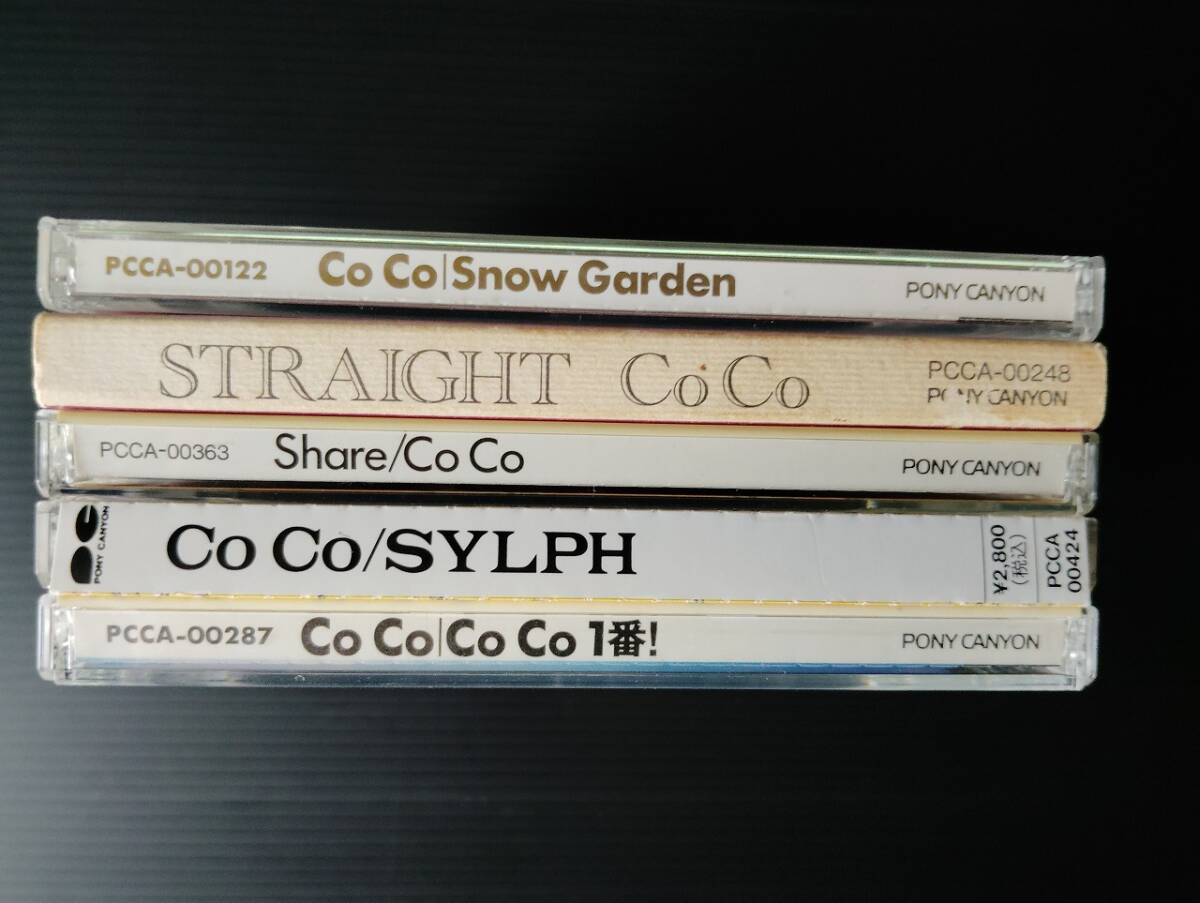 PCCA-00122 Co Co|Snow Garden PONY CANYON
STRAIGHT Co Co PCCA-00248
CANYON
PCCA-00363 Share/Co Co PONY CANYON
PONY CANYON Co Co/SYLPH ¥2,800 (税込) PCCA 00424
PCCA-00287 Co Co|Co Co 1番! PONY CANYON